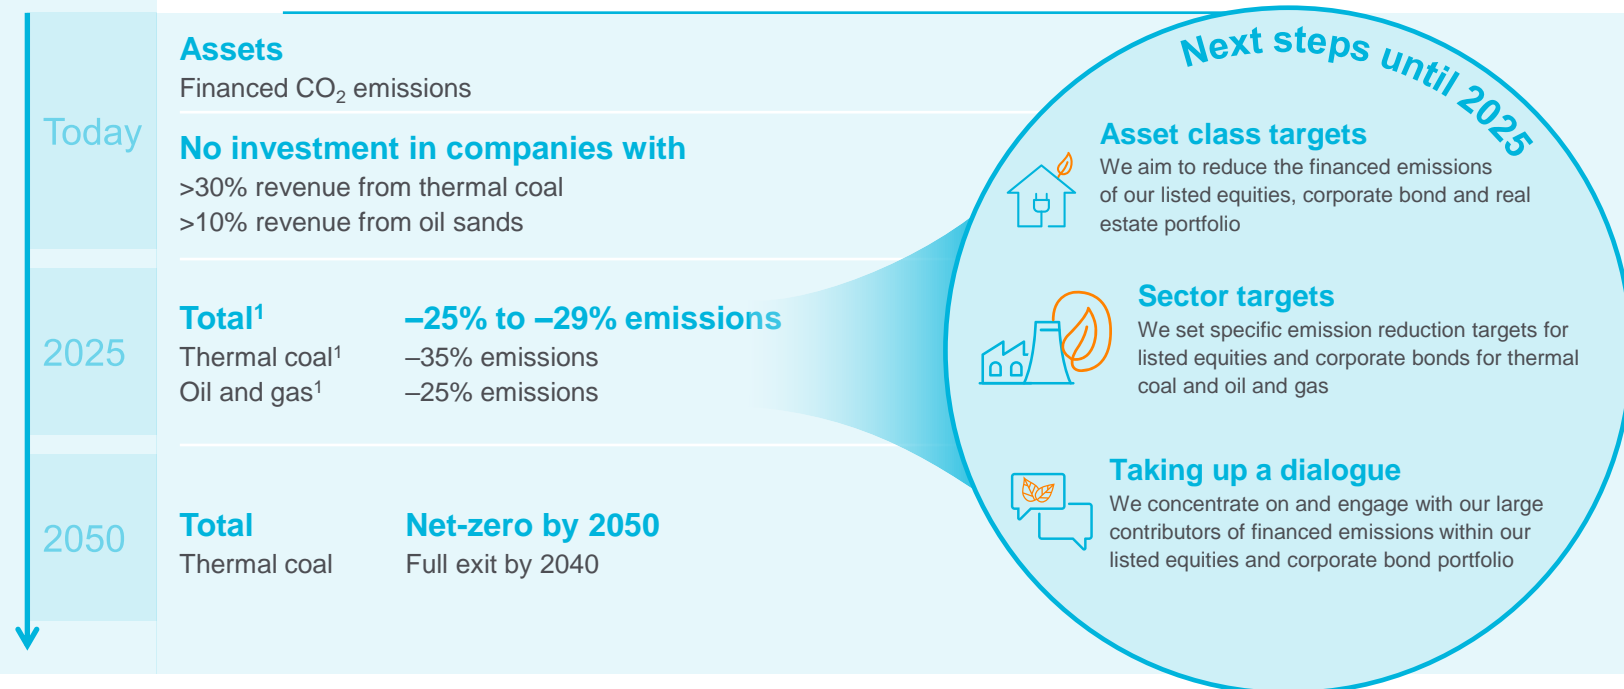 Today
Assets
Financed CO₂ emissions
No investment in companies with
>30% revenue from thermal coal
>10% revenue from oil sands
2025
Total¹ –25% to –29% emissions
Thermal coal¹ –35% emissions
Oil and gas¹ –25% emissions
2050
Total Net-zero by 2050
Thermal coal Full exit by 2040
Next steps until 2025
Asset class targets
We aim to reduce the financed emissions
of our listed equities, corporate bond and real
estate portfolio
Sector targets
We set specific emission reduction targets for
listed equities and corporate bonds for thermal
coal and oil and gas
Taking up a dialogue
We concentrate on and engage with our large
contributors of financed emissions within our
listed equities and corporate bond portfolio